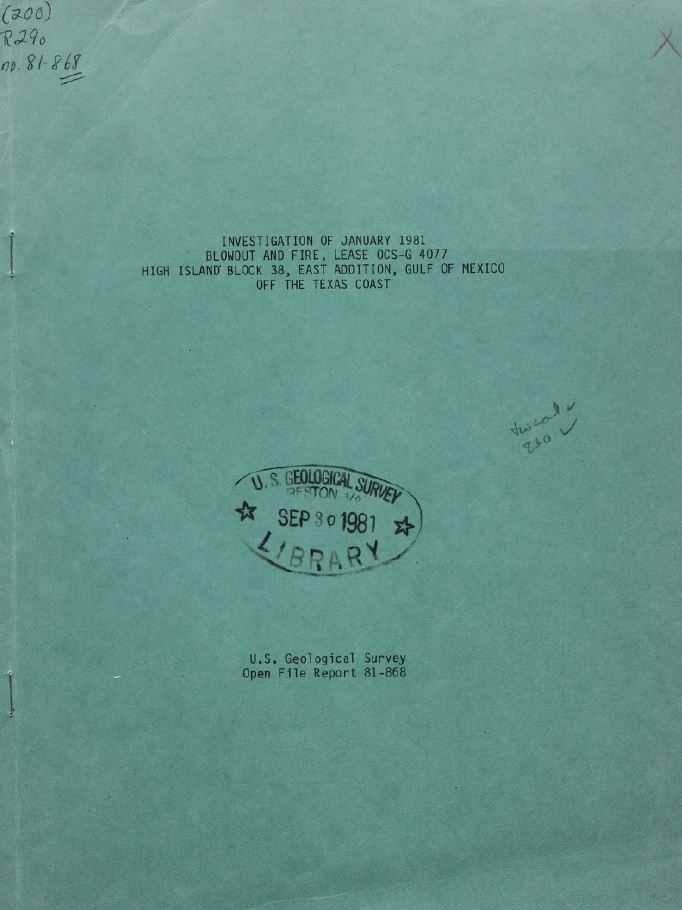 (200)
R290
no. 81-868
X
INVESTIGATION OF JANUARY 1981
BLOWOUT AND FIRE, LEASE OCS-G 4077
HIGH ISLAND BLOCK 38, EAST ADDITION, GULF OF MEXICO
OFF THE TEXAS COAST
U.S. GEOLOGICAL SURVEY
RESTON, Va
SEP 30 1981
LIBRARY
U.S. Geological Survey
Open File Report 81-868